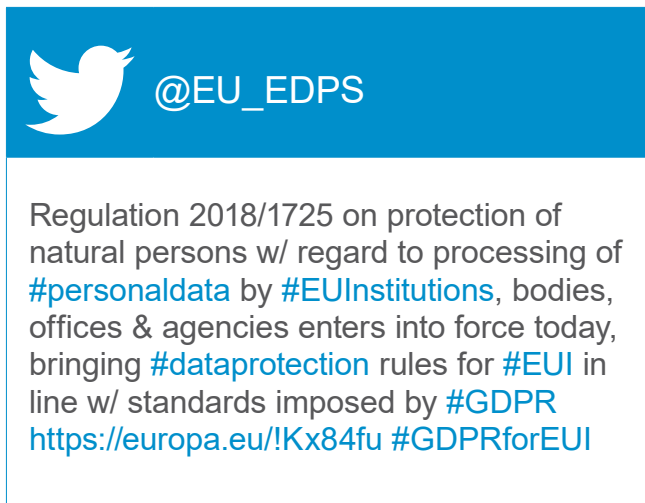 @EU_EDPS
Regulation 2018/1725 on protection of
natural persons w/ regard to processing of
#personaldata by #EUInstitutions, bodies,
offices & agencies enters into force today,
bringing #dataprotection rules for #EUI in
line w/ standards imposed by #GDPR
https://europa.eu/!Kx84fu #GDPRforEUI